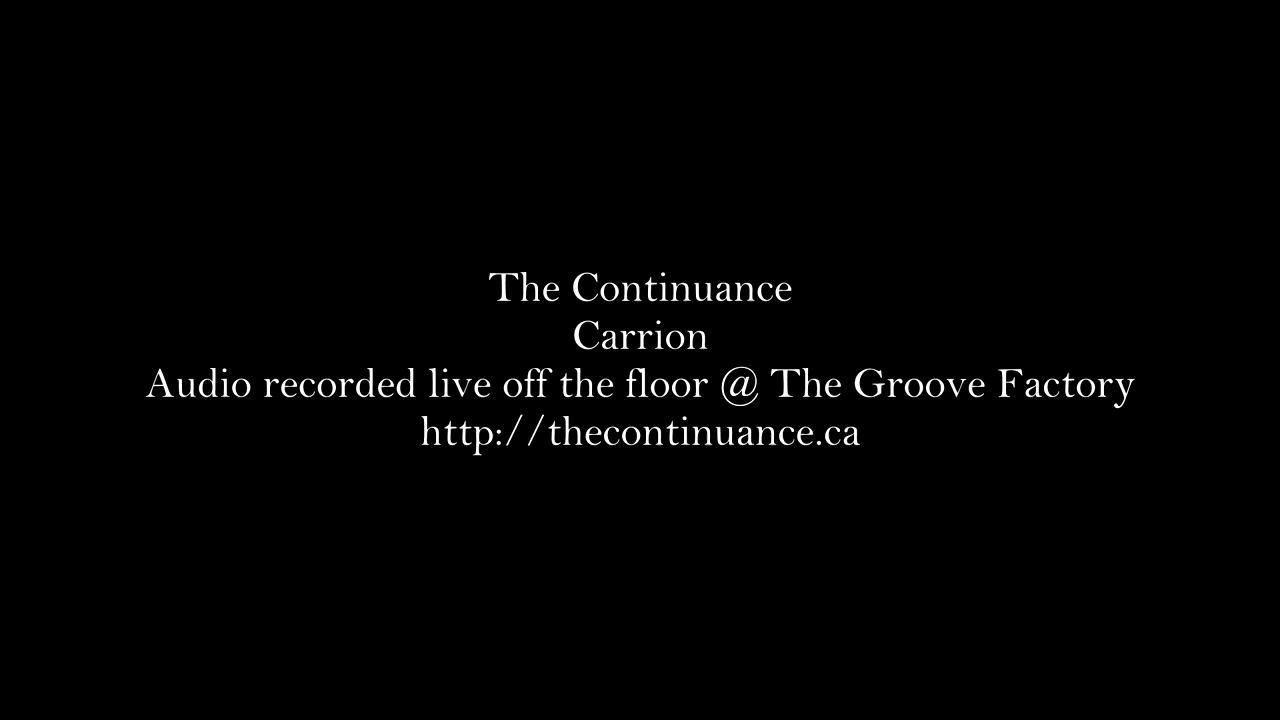 The Continuance
Carrion
Audio recorded live off the floor @ The Groove Factory
http://thecontinuance.ca